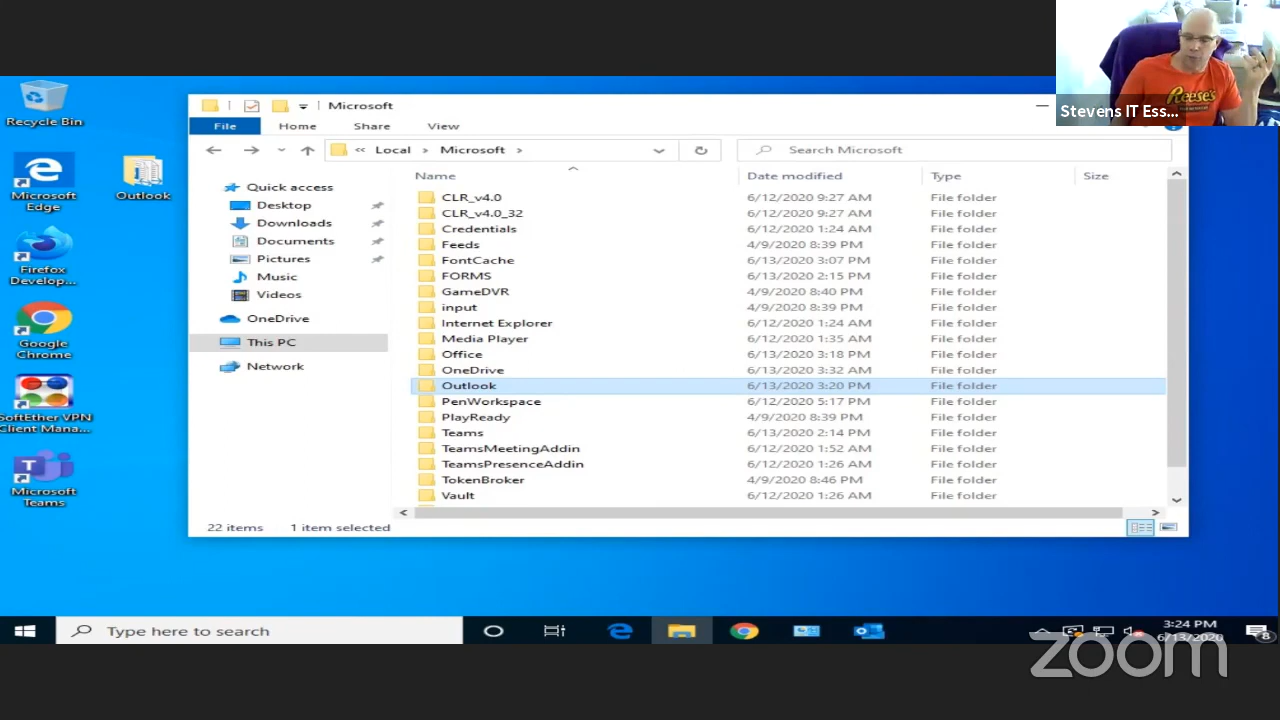 Recycle Bin
Microsoft
Edge
Outlook
Firefox
Develop...
Google
Chrome
SoftEther VPN
Client Mana...
Microsoft
Teams
Microsoft
File Home Share View
« Local > Microsoft >
Search Microsoft
Quick access
Desktop
Downloads
Documents
Pictures
Music
Videos
OneDrive
This PC
Network
Name Date modified Type Size
CLR_v4.0 6/12/2020 9:27 AM File folder
CLR_v4.0_32 6/12/2020 9:27 AM File folder
Credentials 6/12/2020 1:24 AM File folder
Feeds 4/9/2020 8:39 PM File folder
FontCache 6/13/2020 3:07 PM File folder
FORMS 6/13/2020 2:15 PM File folder
GameDVR 4/9/2020 8:40 PM File folder
input 4/9/2020 8:39 PM File folder
Internet Explorer 6/12/2020 1:24 AM File folder
Media Player 6/12/2020 1:35 AM File folder
Office 6/13/2020 3:18 PM File folder
OneDrive 6/13/2020 3:32 AM File folder
Outlook 6/13/2020 3:20 PM File folder
PenWorkspace 6/12/2020 5:17 PM File folder
PlayReady 4/9/2020 8:39 PM File folder
Teams 6/13/2020 2:14 PM File folder
TeamsMeetingAddin 6/12/2020 1:52 AM File folder
TeamsPresenceAddin 6/12/2020 1:26 AM File folder
TokenBroker 4/9/2020 8:46 PM File folder
Vault 6/12/2020 1:26 AM File folder
22 items 1 item selected
Reese's
Stevens IT Ess...
Type here to search
3:24 PM
6/13/2020
8
zoom